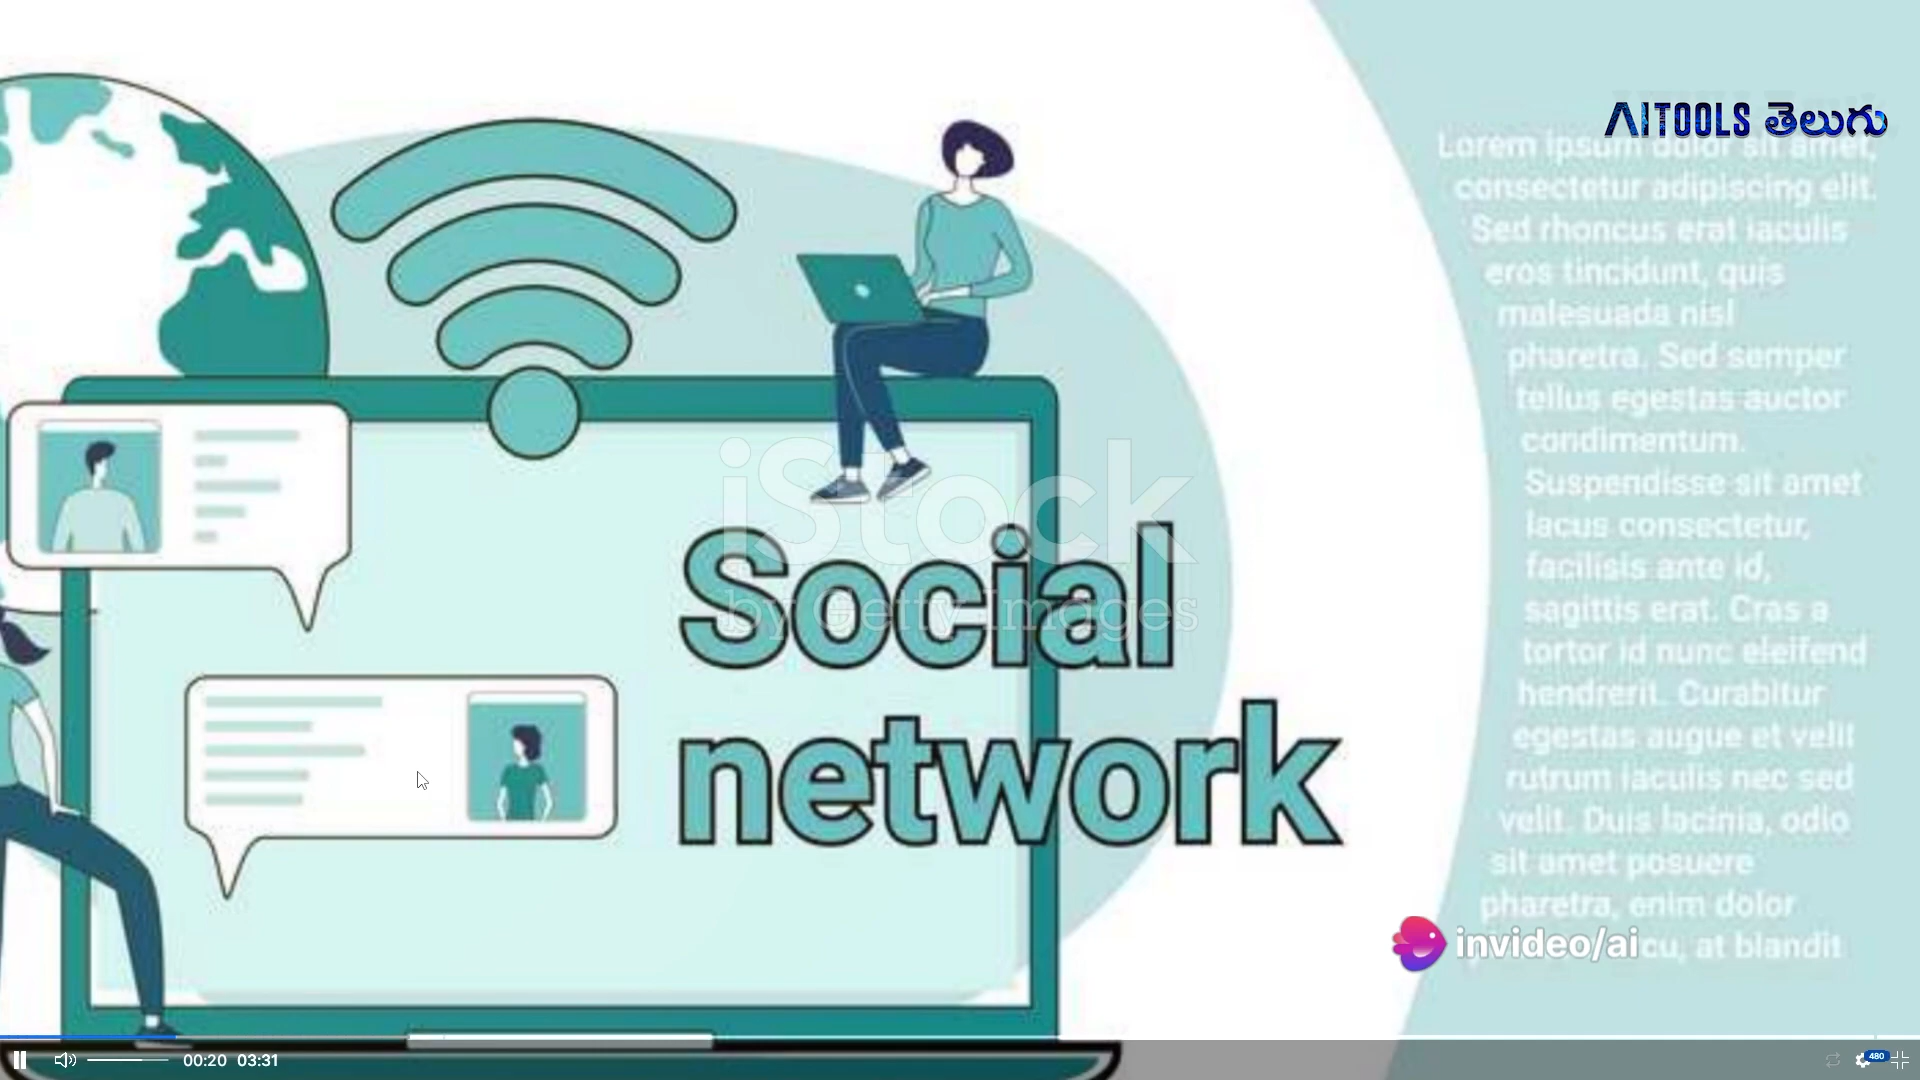 AITOOLS తెలుగు
Lorem ipsum dolor sit amet,
consectetur adipiscing elit.
Sed rhoncus erat iaculis
eros tincidunt, quis
malesuada nisl
pharetra. Sed semper
tellus egestas auctor
condimentum.
Suspendisse sit amet
lacus consectetur,
facilisis ante id,
sagittis erat. Cras a
tortor id nunc eleifend
hendrerit. Curabitur
egestas augue et velit
rutrum iaculis nec sed
velit. Duis lacinia, odio
sit amet posuere
pharetra, enim dolor
cu, at blandit
iStock
by Getty Images
Social
network
invideo/ai
00:20 03:31
480